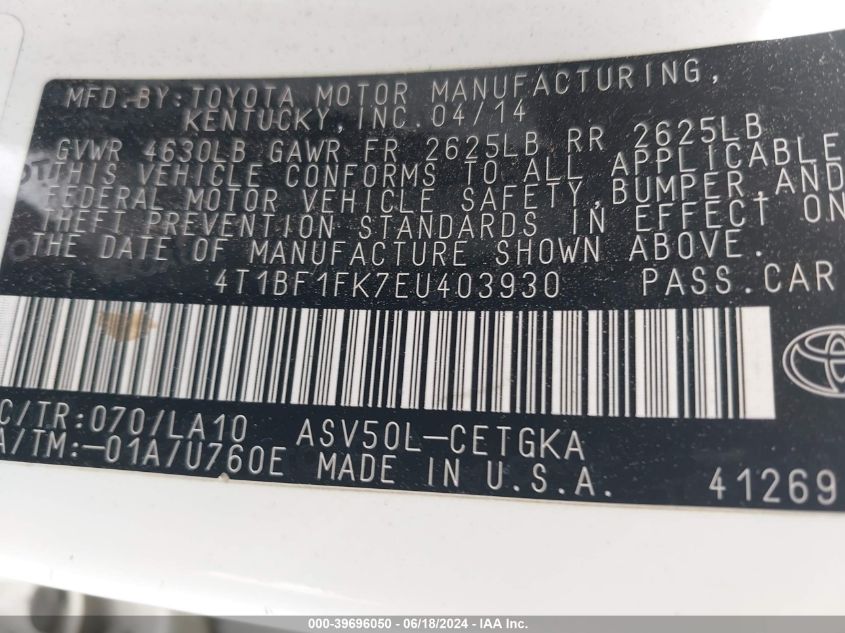 MFD.BY:TOYOTA MOTOR MANUFACTURING,
KENTUCKY,INC.04/14
GVWR 4630LB GAWR FR 2625LB RR 2625LB
THIS VEHICLE CONFORMS TO ALL APPLICABLE
FEDERAL MOTOR VEHICLE SAFETY,BUMPER,AND
THEFT PREVENTION STANDARDS IN EFFECT ON
THE DATE OF MANUFACTURE SHOWN ABOVE.
4T1BF1FK7EU403930 PASS.CAR
C/TR:070/LA10 ASV50L-CETGKA
A/TM:-01A/U760E MADE IN U.S.A. 41269
000-39696050 - 06/18/2024 - IAA Inc.